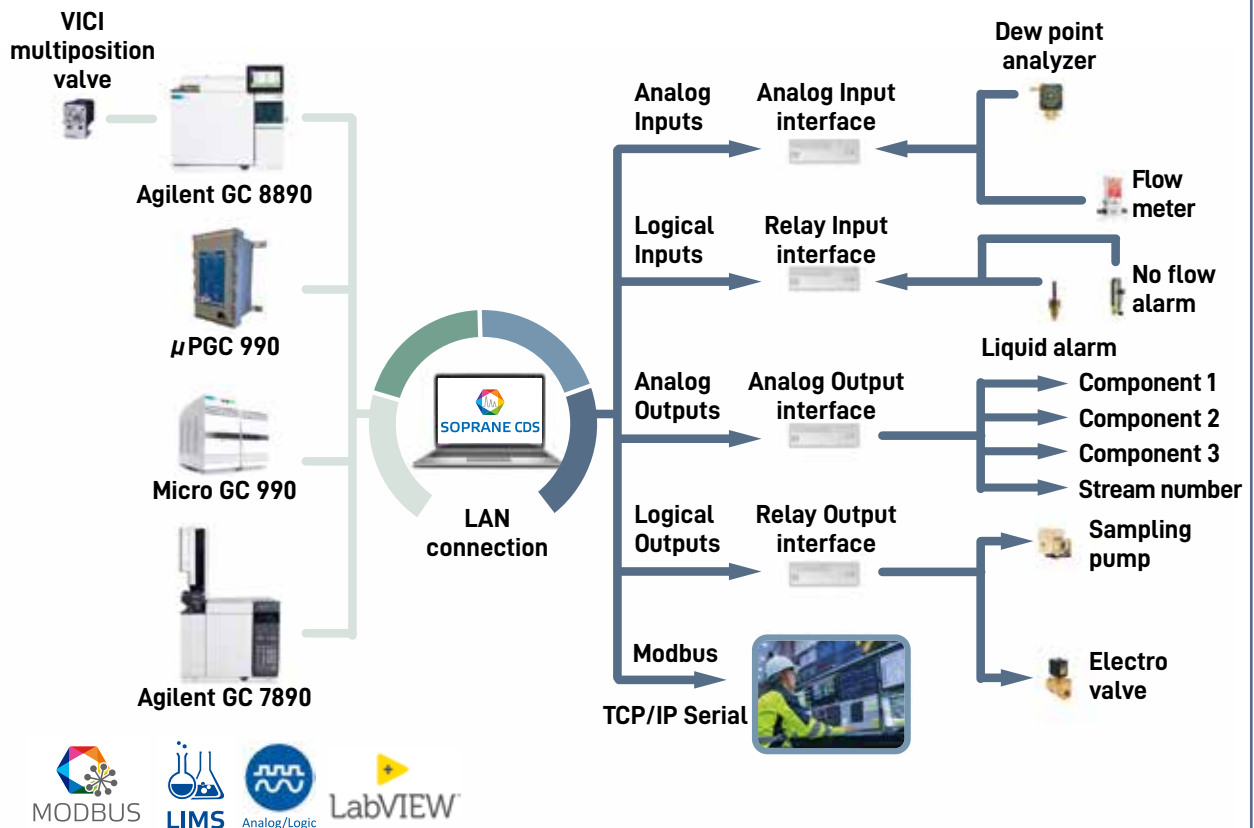 VICI
multiposition
valve
Agilent GC 8890
µPGC 990
Micro GC 990
Agilent GC 7890
SOPRANE CDS
LAN
connection
Analog
Inputs
Analog Input
interface
Dew point
analyzer
Flow
meter
Logical
Inputs
Relay Input
interface
No flow
alarm
Liquid alarm
Analog
Outputs
Analog Output
interface
Component 1
Component 2
Component 3
Stream number
Logical
Outputs
Relay Output
interface
Sampling
pump
Electro
valve
Modbus
TCP/IP Serial
MODBUS
LIMS
Analog/Logic
LabVIEW™